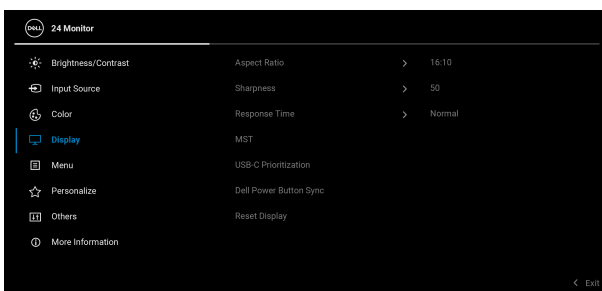 DELL 24 Monitor
Brightness/Contrast Aspect Ratio > 16:10
Input Source Sharpness > 50
Color Response Time > Normal
Display MST
Menu USB-C Prioritization
Personalize Dell Power Button Sync
Others Reset Display
More Information
< Exit